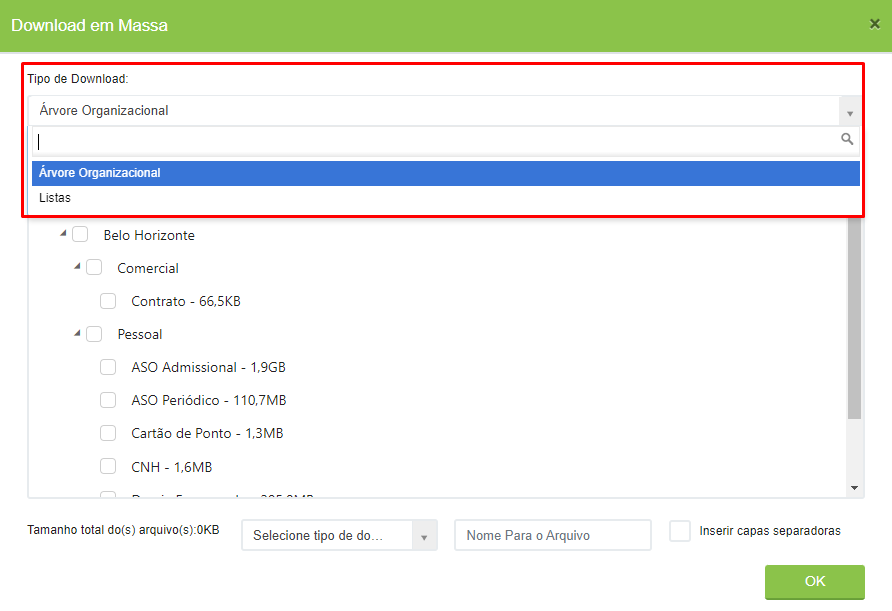 Download em Massa
×
Tipo de Download:
Árvore Organizacional
Árvore Organizacional
Listas
Belo Horizonte
Comercial
Contrato - 66,5KB
Pessoal
ASO Admissional - 1,9GB
ASO Periódico - 110,7MB
Cartão de Ponto - 1,3MB
CNH - 1,6MB
Tamanho total do(s) arquivo(s):0KB
Selecione tipo de do...
Nome Para o Arquivo
Inserir capas separadoras
OK